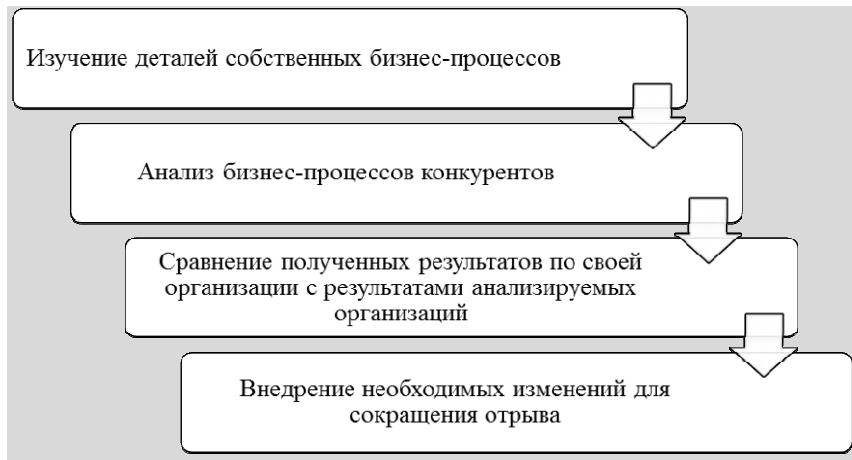 Изучение деталей собственных бизнес-процессов
Анализ бизнес-процессов конкурентов
Сравнение полученных результатов по своей
организации с результатами анализируемых
организаций
Внедрение необходимых изменений для
сокращения отрыва